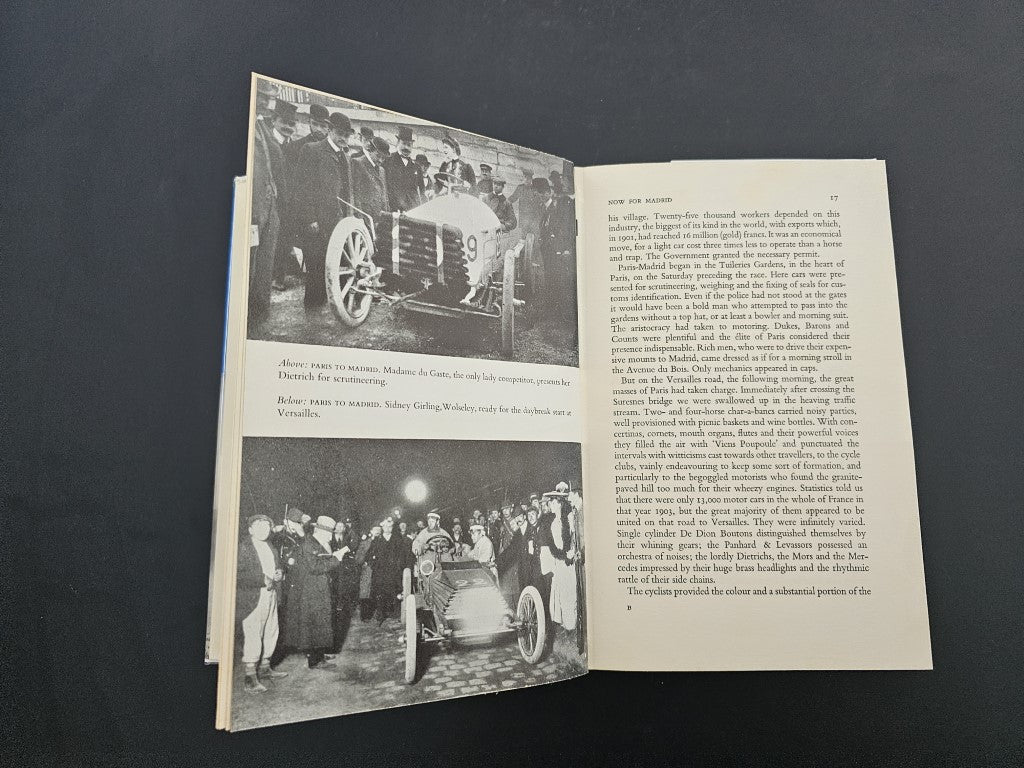 9
Above: PARIS TO MADRID. Madame du Gaste, the only lady competitor, presents her
Dietrich for scrutineering.
Below: PARIS TO MADRID. Sidney Girling, Wolseley, ready for the daybreak start at
Versailles.
NOW FOR MADRID 17
his village. Twenty-five thousand workers depended on this
industry, the biggest of its kind in the world, with exports which,
in 1901, had reached 16 million (gold) francs. It was an economical
move, for a light car cost three times less to operate than a horse
and trap. The Government granted the necessary permit.
Paris-Madrid began in the Tuileries Gardens, in the heart of
Paris, on the Saturday preceding the race. Here cars were pre-
sented for scrutineering, weighing and the fixing of seals for cus-
toms identification. Even if the police had not stood at the gates
it would have been a bold man who attempted to pass into the
gardens without a top hat, or at least a bowler and morning suit.
The aristocracy had taken to motoring. Dukes, Barons and
Counts were plentiful and the élite of Paris considered their
presence indispensable. Rich men, who were to drive their expen-
sive mounts to Madrid, came dressed as if for a morning stroll in
the Avenue du Bois. Only mechanics appeared in caps.
But on the Versailles road, the following morning, the great
masses of Paris had taken charge. Immediately after crossing the
Suresnes bridge we were swallowed up in the heaving traffic
stream. Two- and four-horse char-a-bancs carried noisy parties,
well provisioned with picnic baskets and wine bottles. With con-
certinas, cornets, mouth organs, flutes and their powerful voices
they filled the air with 'Viens Poupoule' and punctuated the
intervals with witticisms cast towards other travellers, to the cycle
clubs, vainly endeavouring to keep some sort of formation, and
particularly to the begoggled motorists who found the granite-
paved hill too much for their wheezy engines. Statistics told us
that there were only 13,000 motor cars in the whole of France in
that year 1903, but the great majority of them appeared to be
united on that road to Versailles. They were infinitely varied.
Single cylinder De Dion Boutons distinguished themselves by
their whining gears; the Panhard & Levassors possessed an
orchestra of noises; the lordly Dietrichs, the Mors and the Mer-
cedes impressed by their huge brass headlights and the rhythmic
rattle of their side chains.
The cyclists provided the colour and a substantial portion of the
B